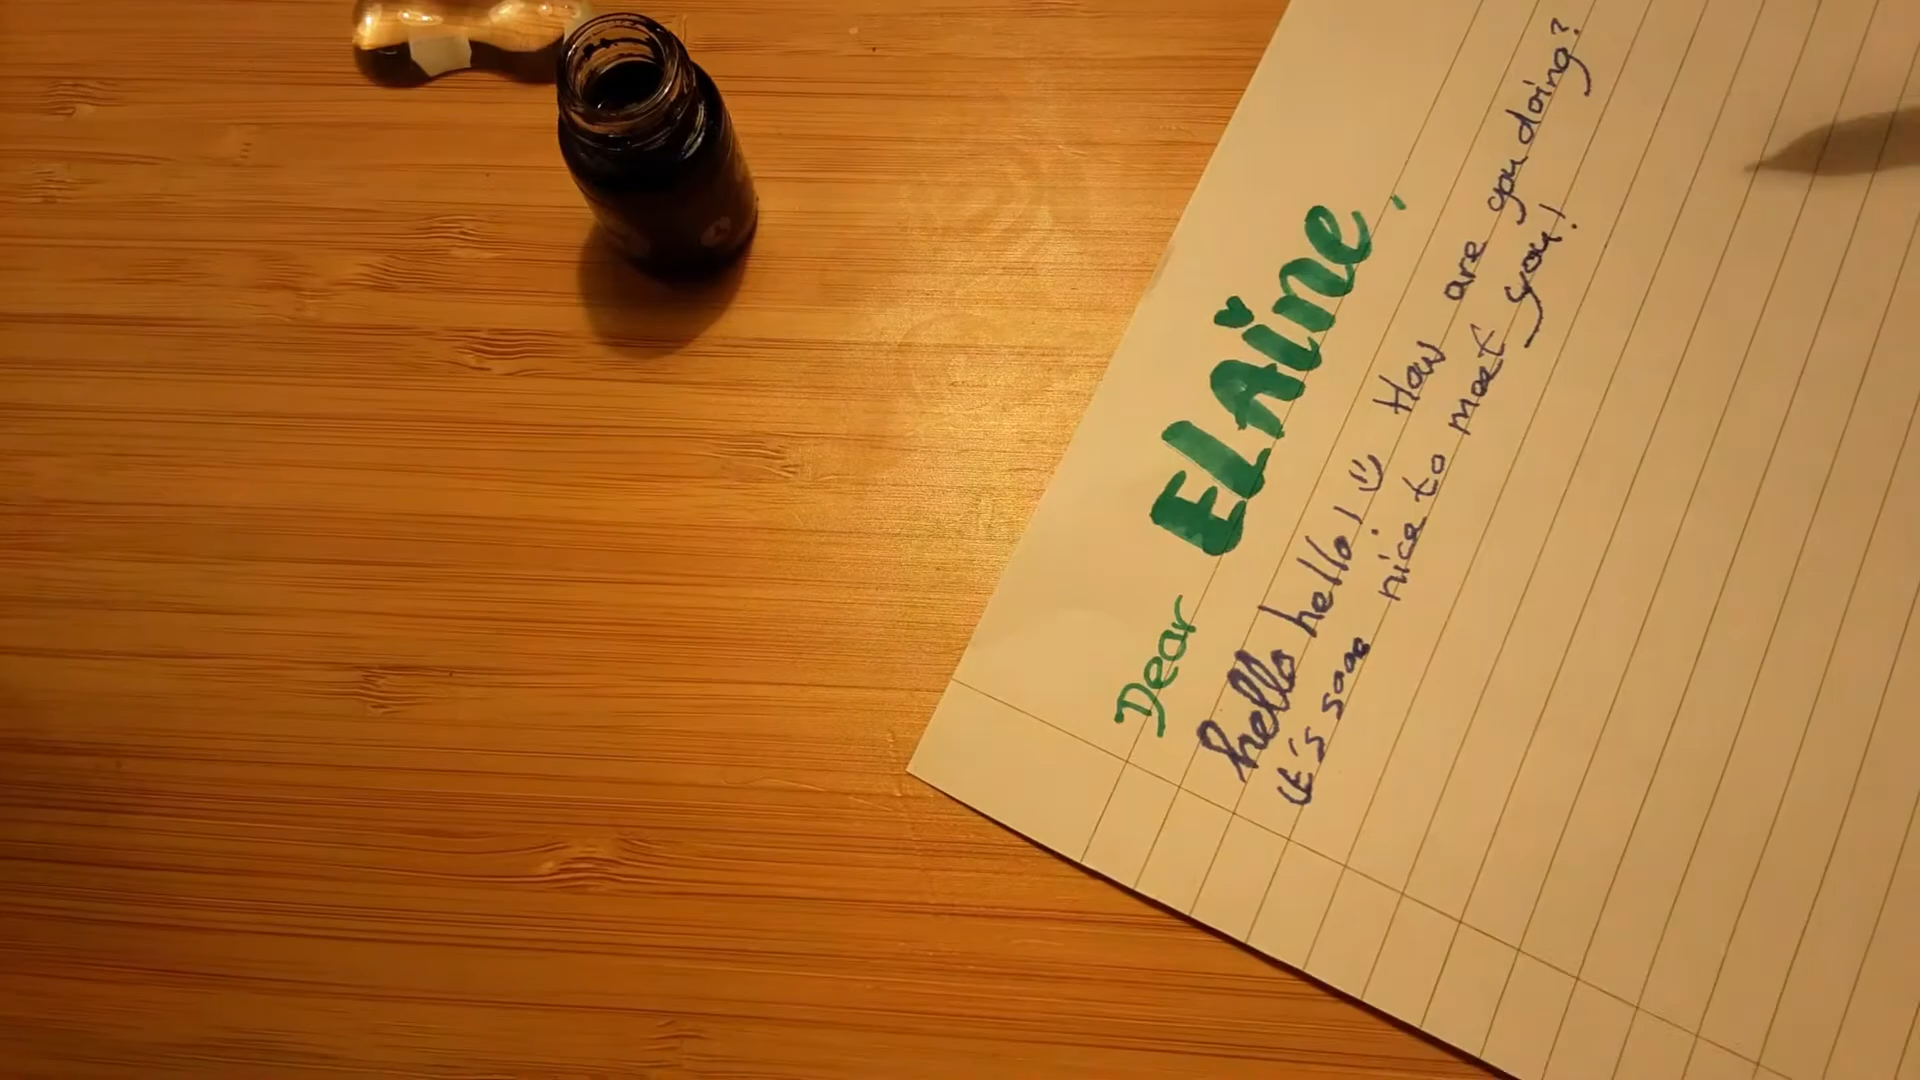 Dear ELAiNe,
hello hello! :) How are you doing?
it's sooo nice to meet you!